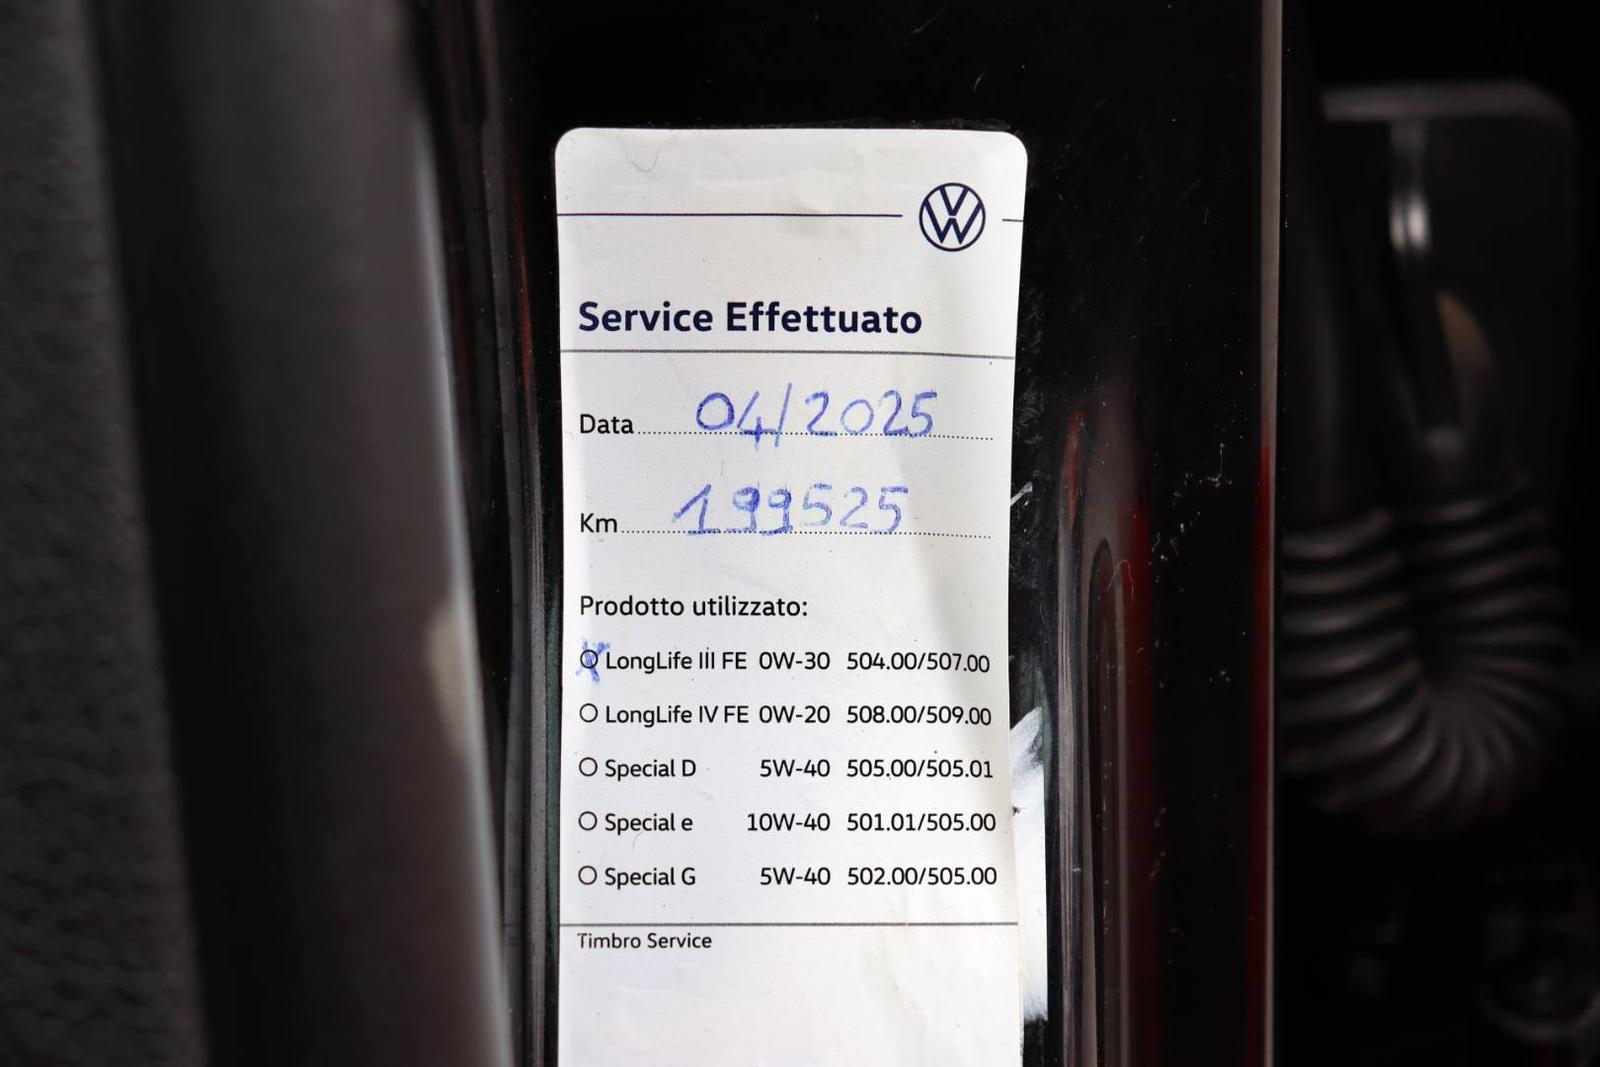 Service Effettuato
Data 04/2025
Km 199525
Prodotto utilizzato:
LongLife III FE 0W-30 504.00/507.00
LongLife IV FE 0W-20 508.00/509.00
Special D 5W-40 505.00/505.01
Special e 10W-40 501.01/505.00
Special G 5W-40 502.00/505.00
Timbro Service